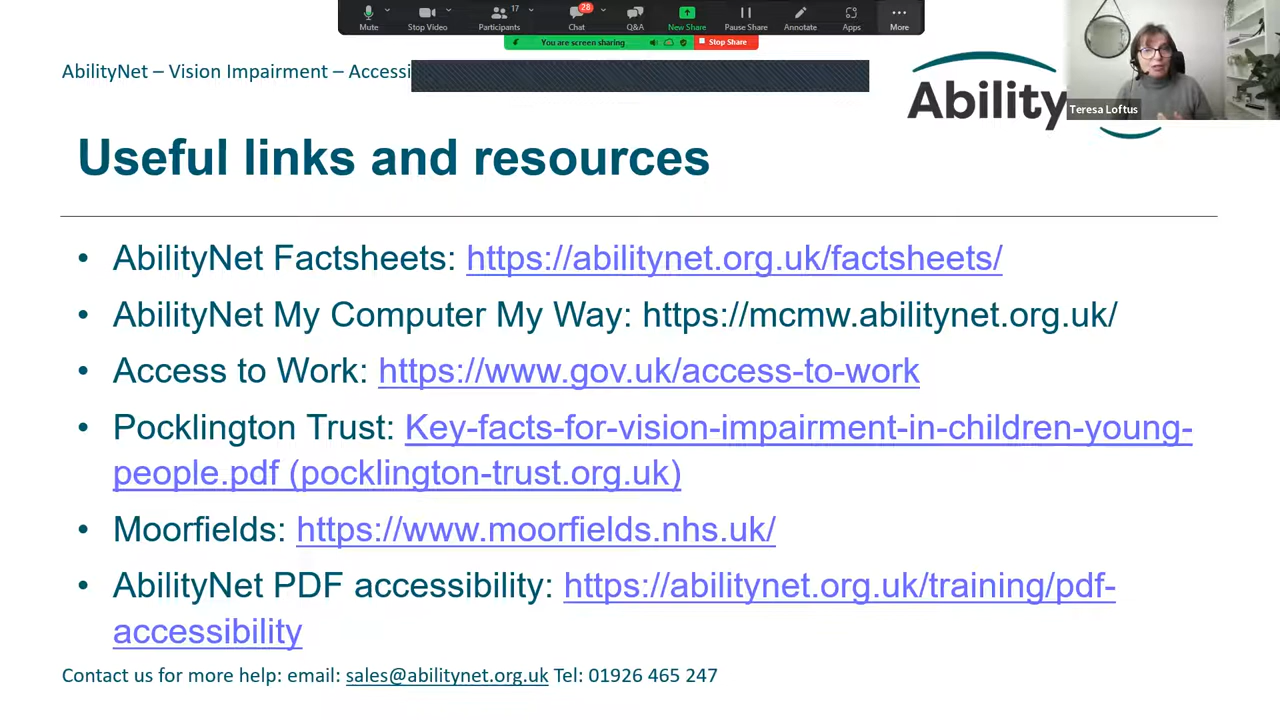 Mute
Stop Video
Participants
17
Chat
28
Q&A
New Share
Pause Share
Annotate
Apps
More
You are screen sharing
Stop Share
AbilityNet – Vision Impairment – Accessi
Ability
Teresa Loftus
Useful links and resources
• AbilityNet Factsheets: https://abilitynet.org.uk/factsheets/
• AbilityNet My Computer My Way: https://mcmw.abilitynet.org.uk/
• Access to Work: https://www.gov.uk/access-to-work
• Pocklington Trust: Key-facts-for-vision-impairment-in-children-young-
people.pdf (pocklington-trust.org.uk)
• Moorfields: https://www.moorfields.nhs.uk/
• AbilityNet PDF accessibility: https://abilitynet.org.uk/training/pdf-
accessibility
Contact us for more help: email: sales@abilitynet.org.uk Tel: 01926 465 247